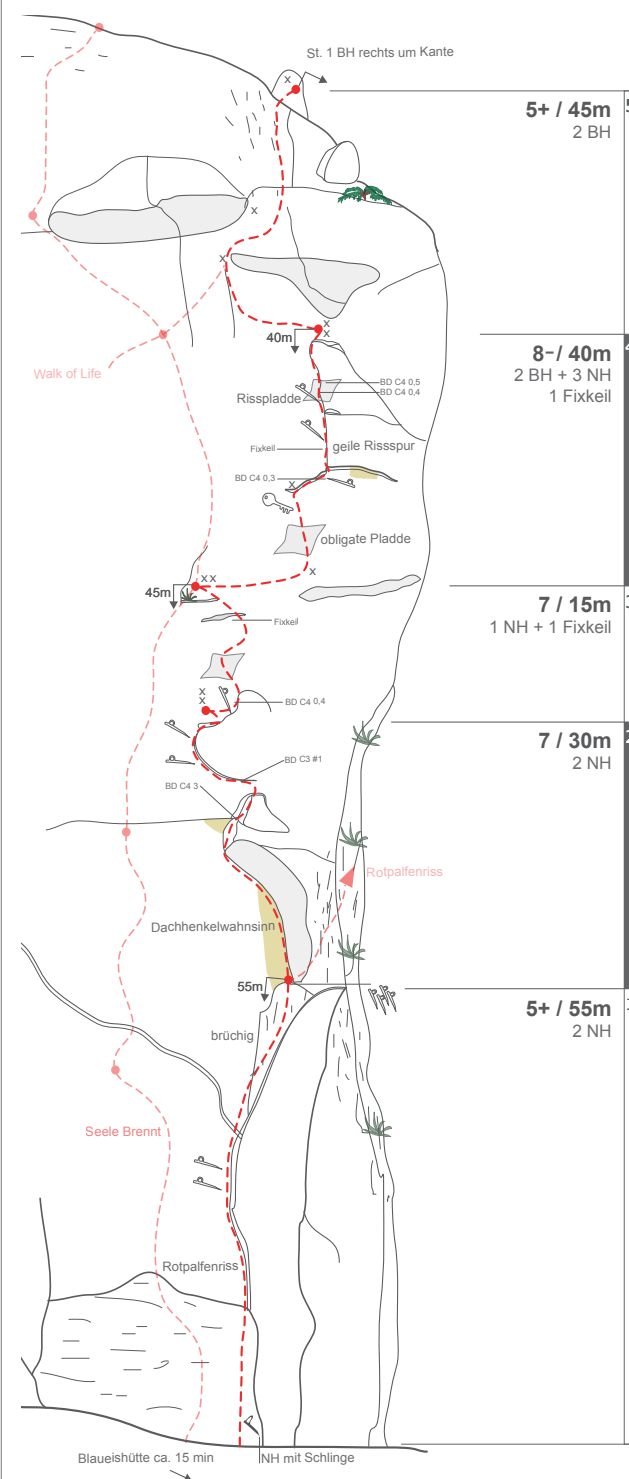 St. 1 BH rechts um Kante
5+ / 45m
2 BH
40m
8-/ 40m
2 BH + 3 NH
1 Fixkeil
Walk of Life
BD C4 0,5
BD C4 0,4
Risspladde
Fixkeil
geile Rissspur
BD C4 0,3
obligate Pladde
45m
7 / 15m
1 NH + 1 Fixkeil
Fixkeil
BD C4 0,4
7 / 30m
2 NH
BD C3 #1
BD C4 3
Rotpalfenriss
Dachhenkelwahnsinn
55m
5+ / 55m
2 NH
brüchig
Seele Brennt
Rotpalfenriss
Blaueishütte ca. 15 min
NH mit Schlinge